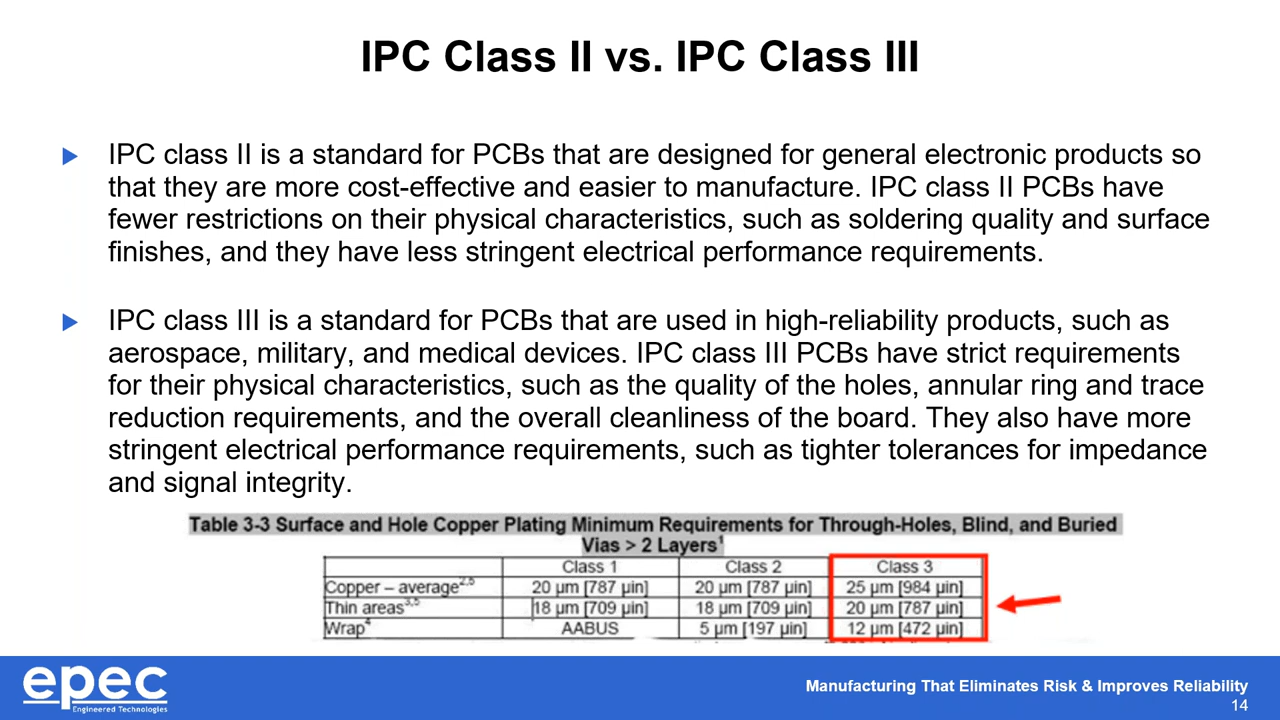 IPC Class II vs. IPC Class III
IPC class II is a standard for PCBs that are designed for general electronic products so
that they are more cost-effective and easier to manufacture. IPC class II PCBs have
fewer restrictions on their physical characteristics, such as soldering quality and surface
finishes, and they have less stringent electrical performance requirements.
IPC class III is a standard for PCBs that are used in high-reliability products, such as
aerospace, military, and medical devices. IPC class III PCBs have strict requirements
for their physical characteristics, such as the quality of the holes, annular ring and trace
reduction requirements, and the overall cleanliness of the board. They also have more
stringent electrical performance requirements, such as tighter tolerances for impedance
and signal integrity.
Table 3-3 Surface and Hole Copper Plating Minimum Requirements for Through-Holes, Blind, and Buried
Vias > 2 Layers¹
Class 1 Class 2 Class 3
Copper – average²,⁵ 20 µm [787 µin] 20 µm [787 µin] 25 µm [984 µin]
Thin areas³,⁵ 18 µm [709 µin] 18 µm [709 µin] 20 µm [787 µin]
Wrap⁴ AABUS 5 µm [197 µin] 12 µm [472 µin]
epec
Engineered Technologies
Manufacturing That Eliminates Risk & Improves Reliability
14